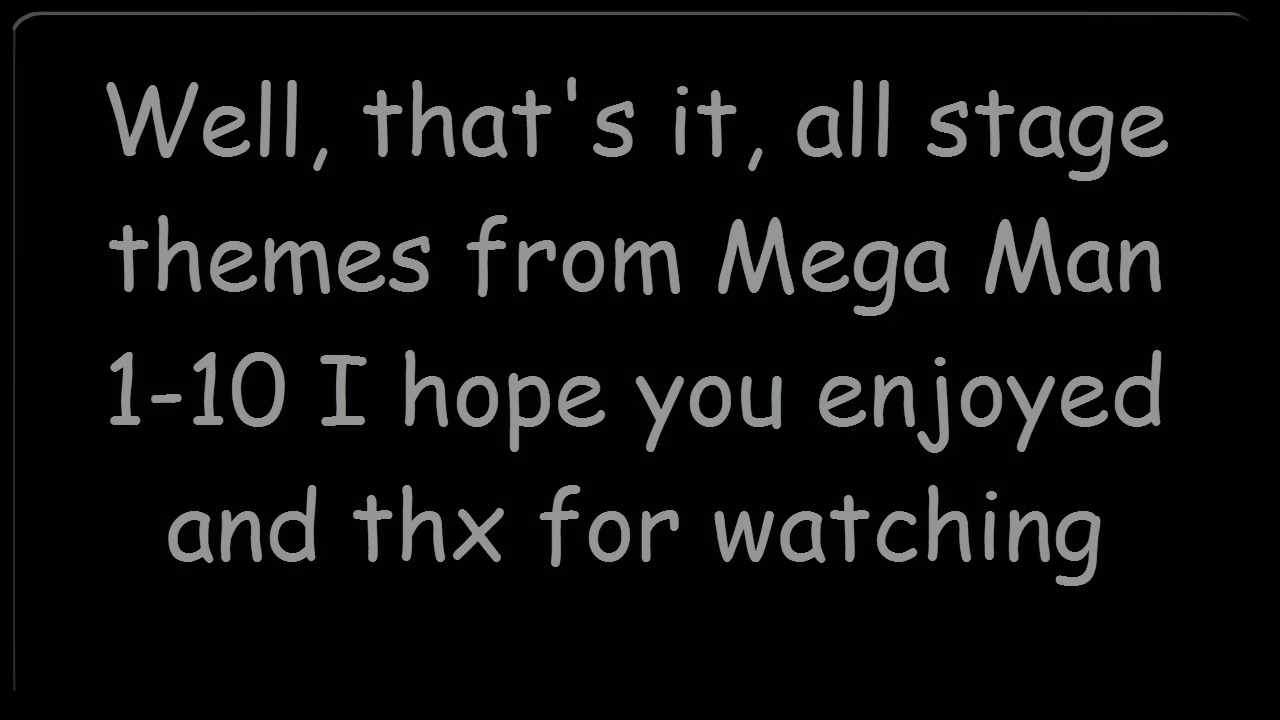 Well, that's it, all stage
themes from Mega Man
1-10 I hope you enjoyed
and thx for watching